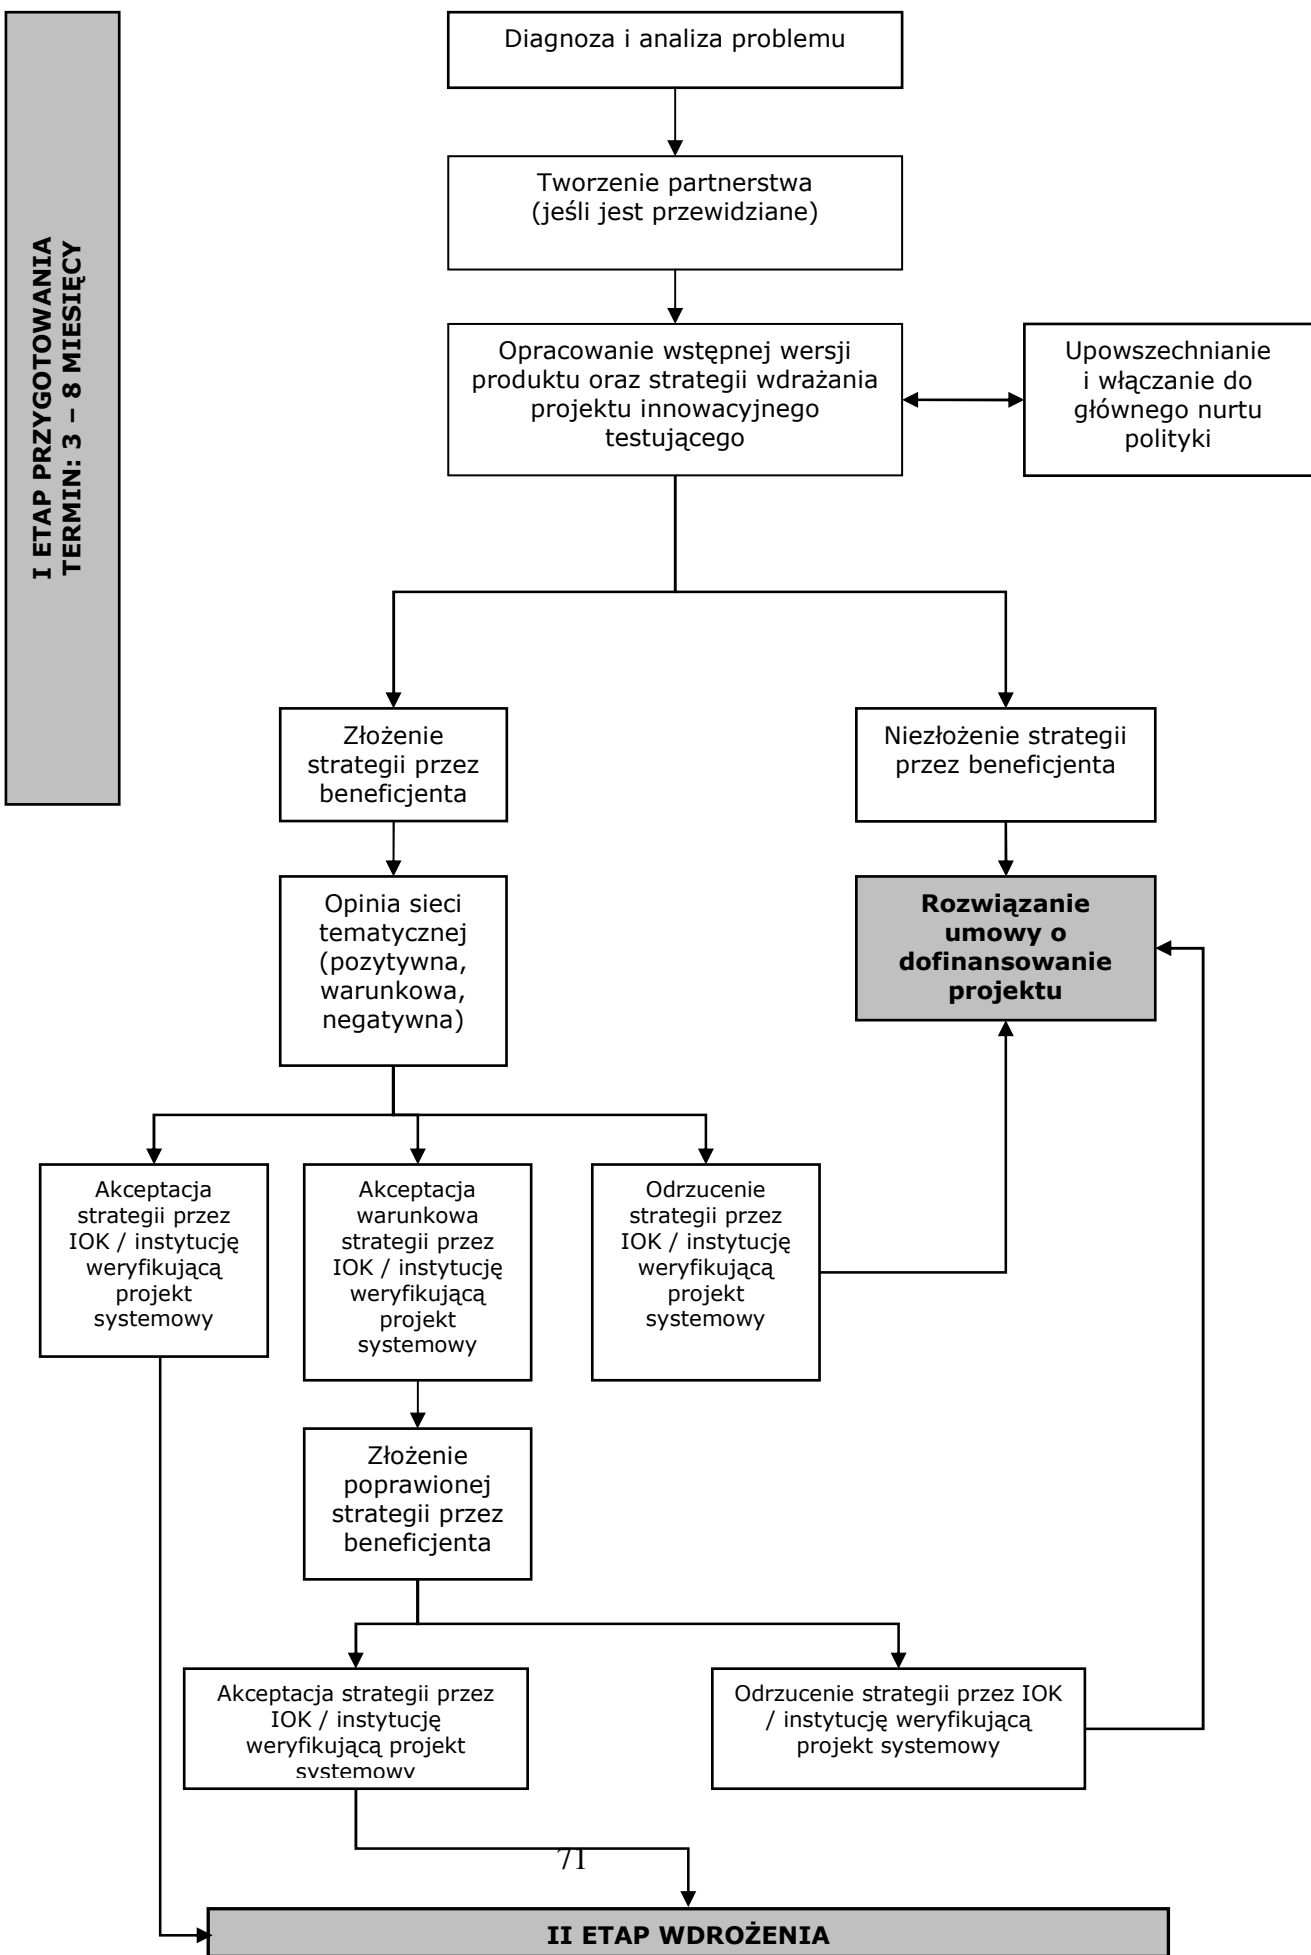 I ETAP PRZYGOTOWANIA
TERMIN: 3 – 8 MIESIĘCY
Diagnoza i analiza problemu
Tworzenie partnerstwa
(jeśli jest przewidziane)
Opracowanie wstępnej wersji
produktu oraz strategii wdrażania
projektu innowacyjnego
testującego
Upowszechnianie
i włączanie do
głównego nurtu
polityki
Złożenie
strategii przez
beneficjenta
Niezłożenie strategii
przez beneficjenta
Opinia sieci
tematycznej
(pozytywna,
warunkowa,
negatywna)
Rozwiązanie
umowy o
dofinansowanie
projektu
Akceptacja
strategii przez
IOK / instytucję
weryfikującą
projekt
systemowy
Akceptacja
warunkowa
strategii przez
IOK / instytucję
weryfikującą
projekt
systemowy
Odrzucenie
strategii przez
IOK / instytucję
weryfikującą
projekt
systemowy
Złożenie
poprawionej
strategii przez
beneficjenta
Akceptacja strategii przez
IOK / instytucję
weryfikującą projekt
systemowy
Odrzucenie strategii przez IOK
/ instytucję weryfikującą
projekt systemowy
71
II ETAP WDROŻENIA